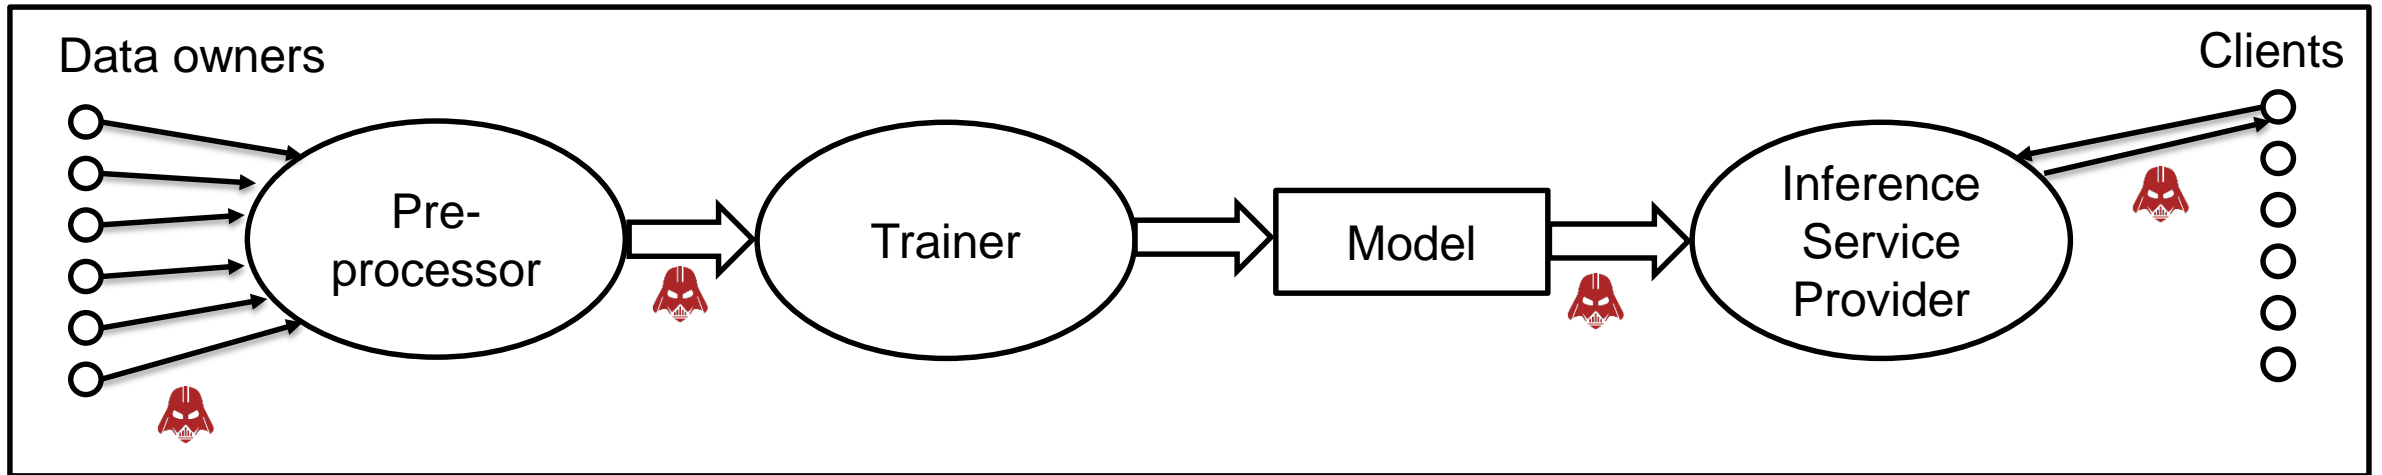 Data owners
Clients
Pre-
processor
Trainer
Model
Inference
Service
Provider